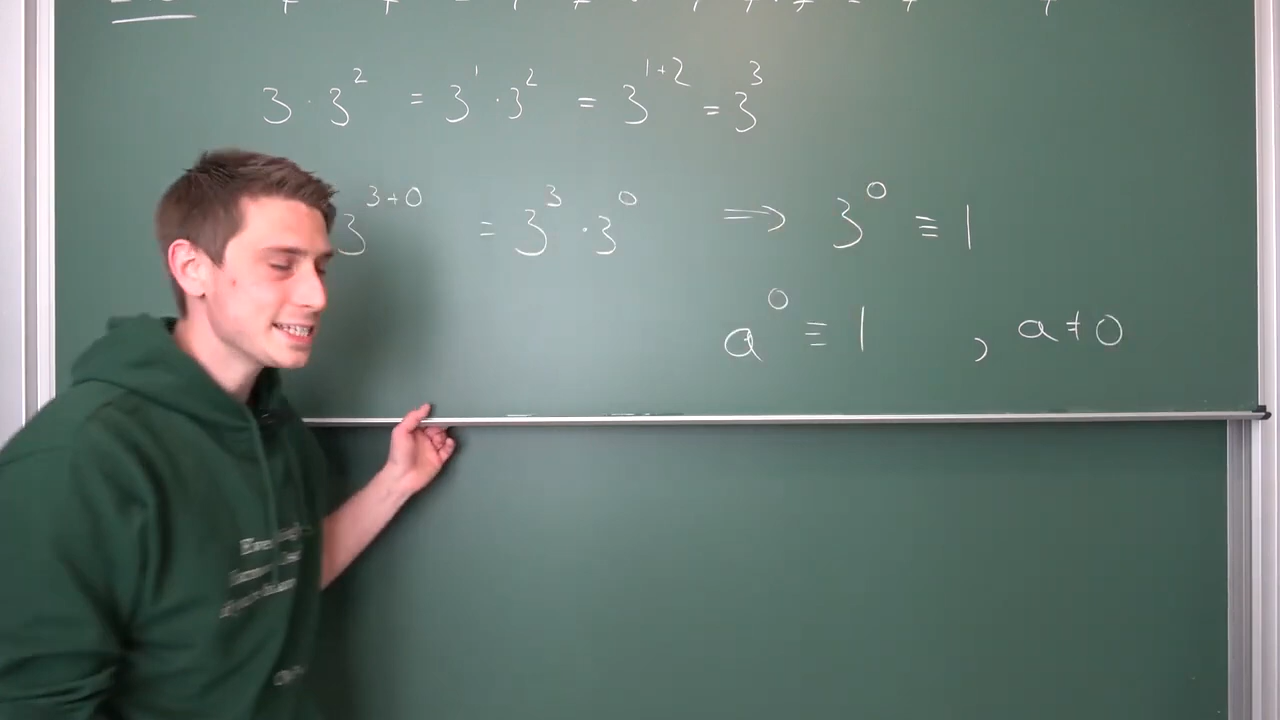 3 · 3² = 3¹ · 3² = 3¹⁺² = 3³
3³⁺⁰ = 3³ · 3⁰ ⟹ 3⁰ ≡ 1
a⁰ ≡ 1 , a ≠ 0